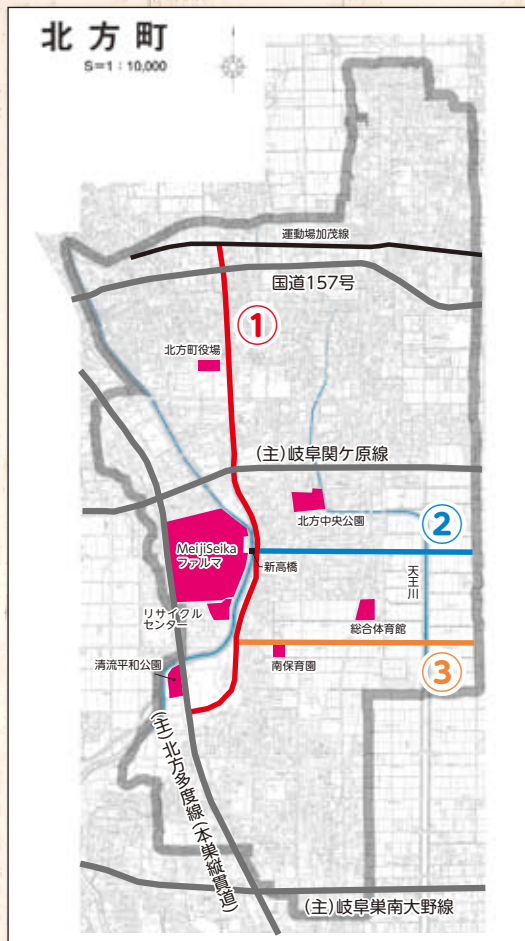 北方町
S=1:10,000
運動場加茂線
国道157号
①
北方町役場
(主)岐阜関ケ原線
北方中央公園
②
MeijiSeika
ファルマ
新高橋
天王川
リサイクル
センター
総合体育館
清流平和公園
南保育園
③
(主)北方多度線(本巣縦貫道)
(主)岐阜巣南大野線